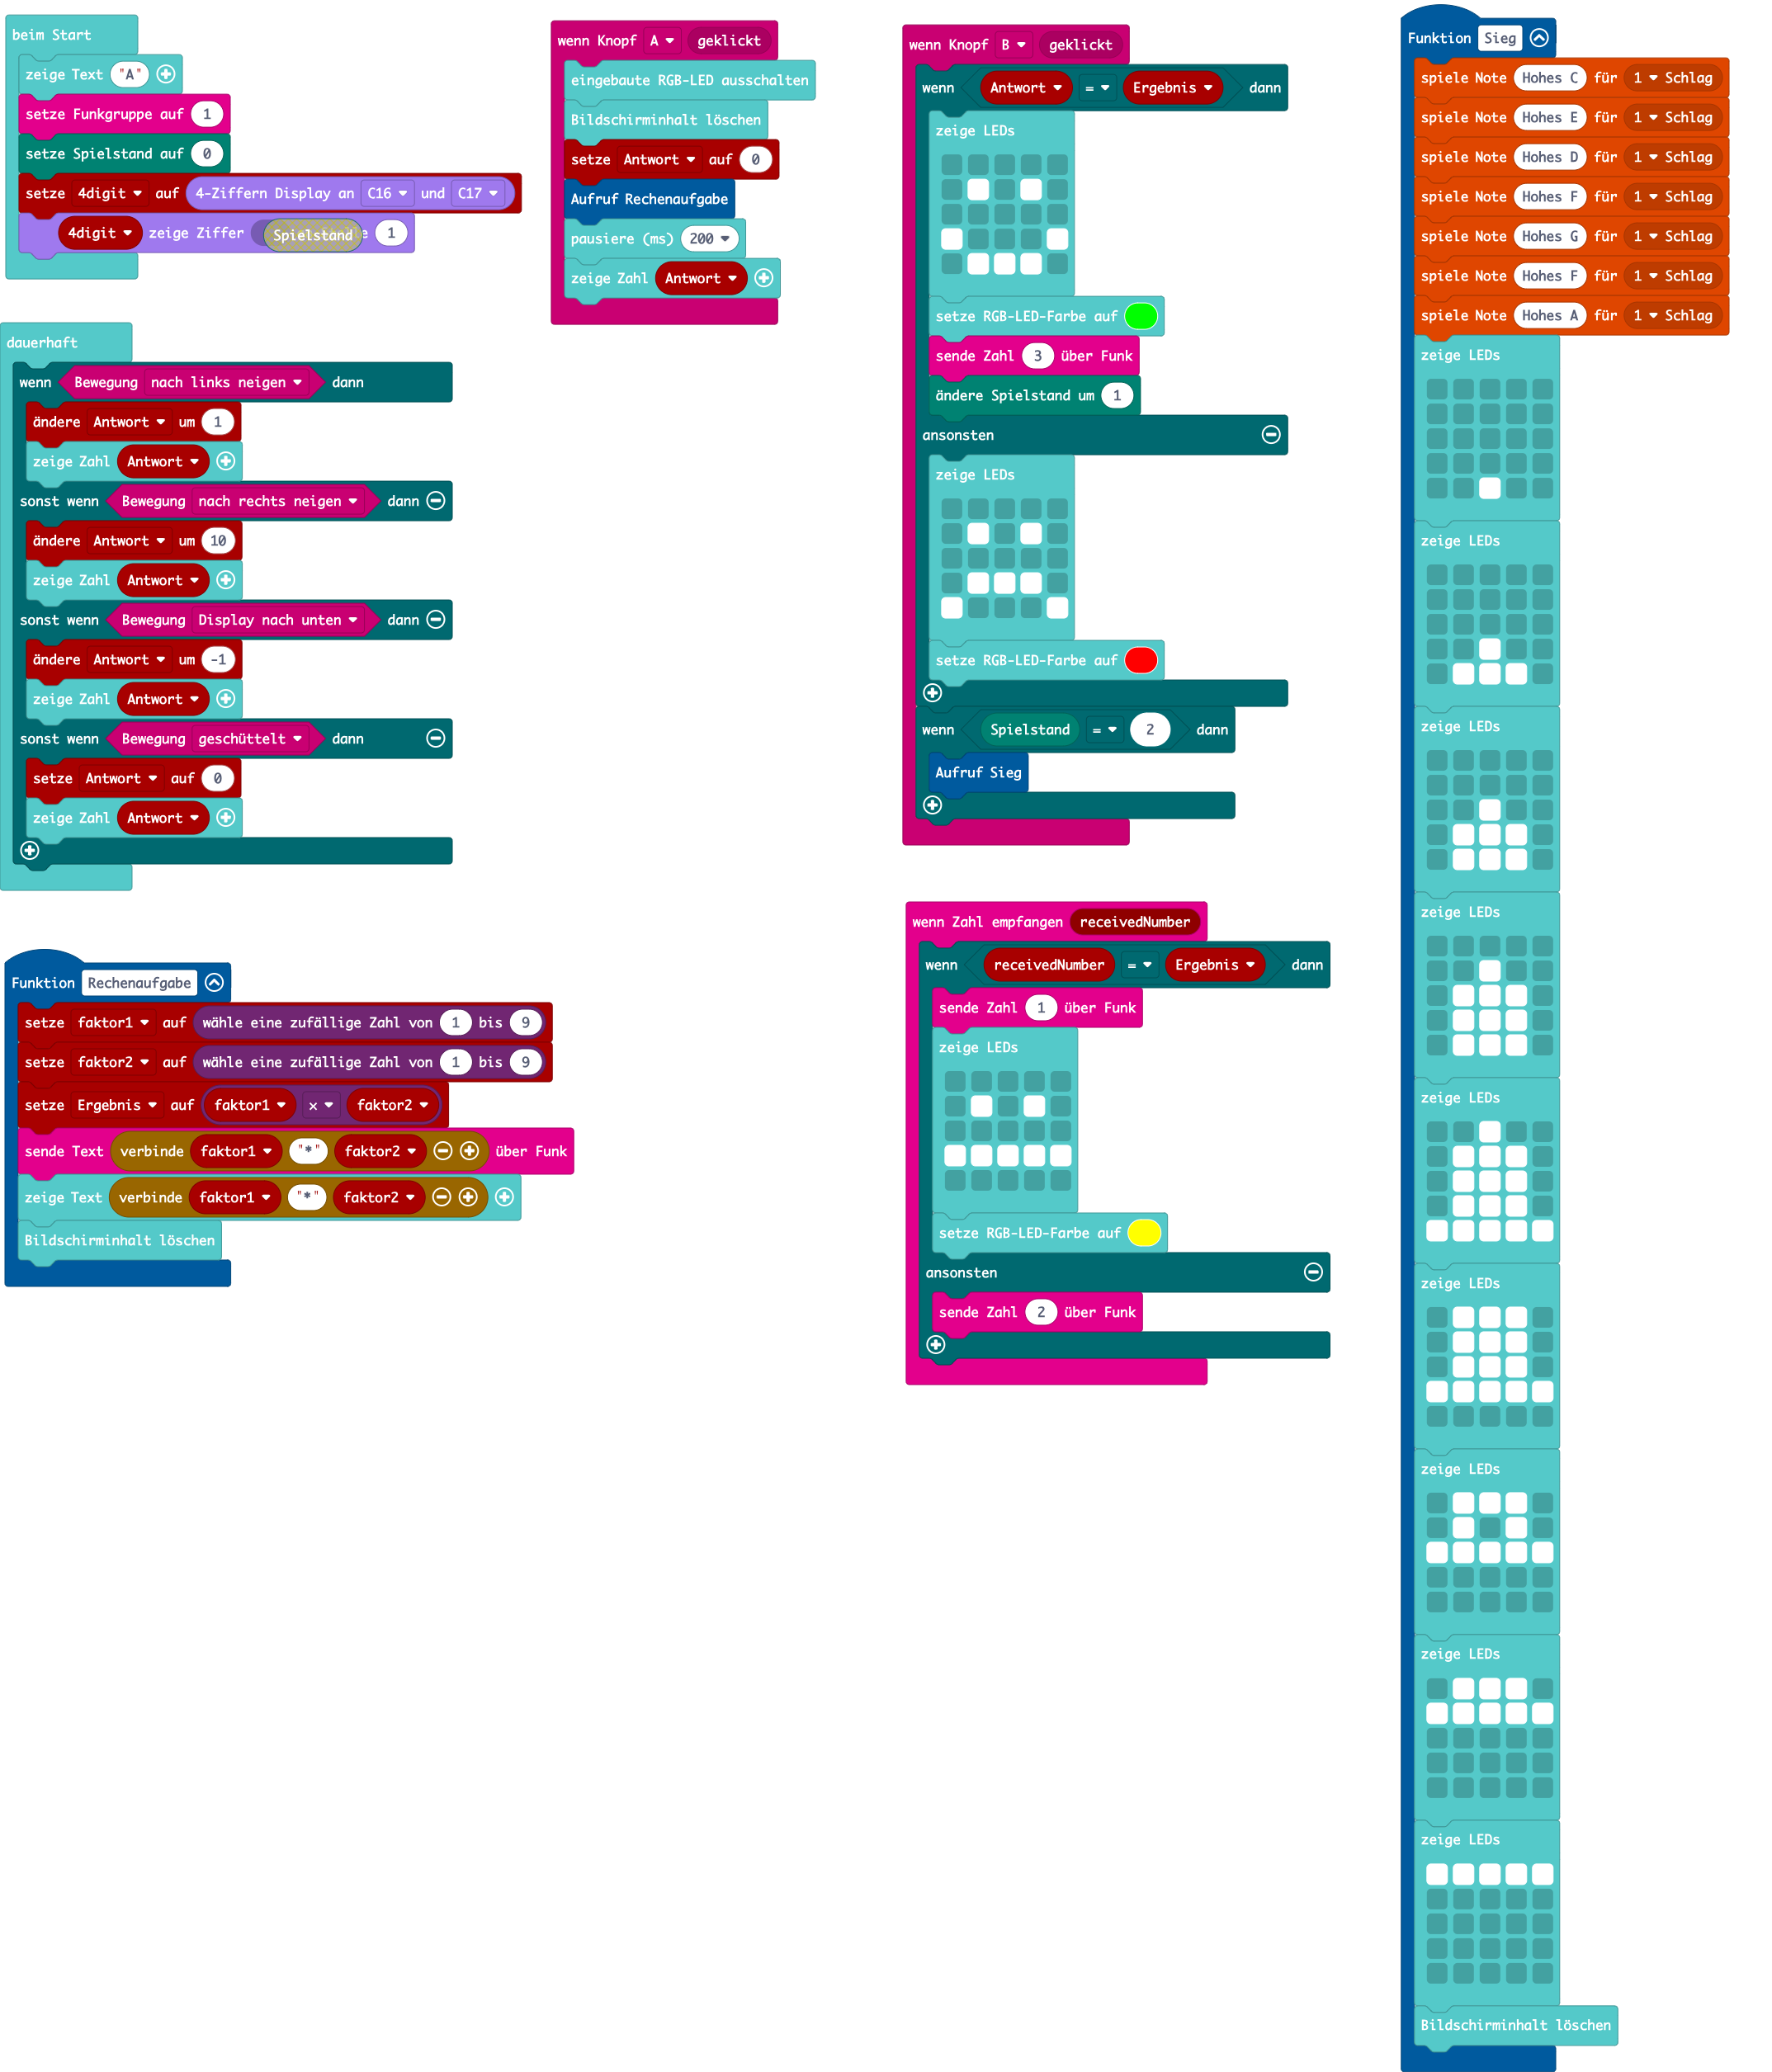 beim Start
zeige Text "A"
setze Funkgruppe auf 1
setze Spielstand auf 0
setze 4digit auf 4-Ziffern Display an C16 und C17
4digit zeige Ziffer Spielstand 1
dauerhaft
wenn Bewegung nach links neigen dann
ändere Antwort um 1
zeige Zahl Antwort
sonst wenn Bewegung nach rechts neigen dann
ändere Antwort um 10
zeige Zahl Antwort
sonst wenn Bewegung Display nach unten dann
ändere Antwort um -1
zeige Zahl Antwort
sonst wenn Bewegung geschüttelt dann
setze Antwort auf 0
zeige Zahl Antwort
Funktion Rechenaufgabe
setze faktor1 auf wähle eine zufällige Zahl von 1 bis 9
setze faktor2 auf wähle eine zufällige Zahl von 1 bis 9
setze Ergebnis auf faktor1 × faktor2
sende Text verbinde faktor1 "*" faktor2 über Funk
zeige Text verbinde faktor1 "*" faktor2
Bildschirminhalt löschen
wenn Knopf A geklickt
eingebaute RGB-LED ausschalten
Bildschirminhalt löschen
setze Antwort auf 0
Aufruf Rechenaufgabe
pausiere (ms) 200
zeige Zahl Antwort
wenn Knopf B geklickt
wenn Antwort = Ergebnis dann
zeige LEDs
setze RGB-LED-Farbe auf
sende Zahl 3 über Funk
ändere Spielstand um 1
ansonsten
zeige LEDs
setze RGB-LED-Farbe auf
wenn Spielstand = 2 dann
Aufruf Sieg
wenn Zahl empfangen receivedNumber
wenn receivedNumber = Ergebnis dann
sende Zahl 1 über Funk
zeige LEDs
setze RGB-LED-Farbe auf
ansonsten
sende Zahl 2 über Funk
Funktion Sieg
spiele Note Hohes C für 1 Schlag
spiele Note Hohes E für 1 Schlag
spiele Note Hohes D für 1 Schlag
spiele Note Hohes F für 1 Schlag
spiele Note Hohes G für 1 Schlag
spiele Note Hohes F für 1 Schlag
spiele Note Hohes A für 1 Schlag
zeige LEDs
zeige LEDs
zeige LEDs
zeige LEDs
zeige LEDs
zeige LEDs
zeige LEDs
zeige LEDs
zeige LEDs
Bildschirminhalt löschen